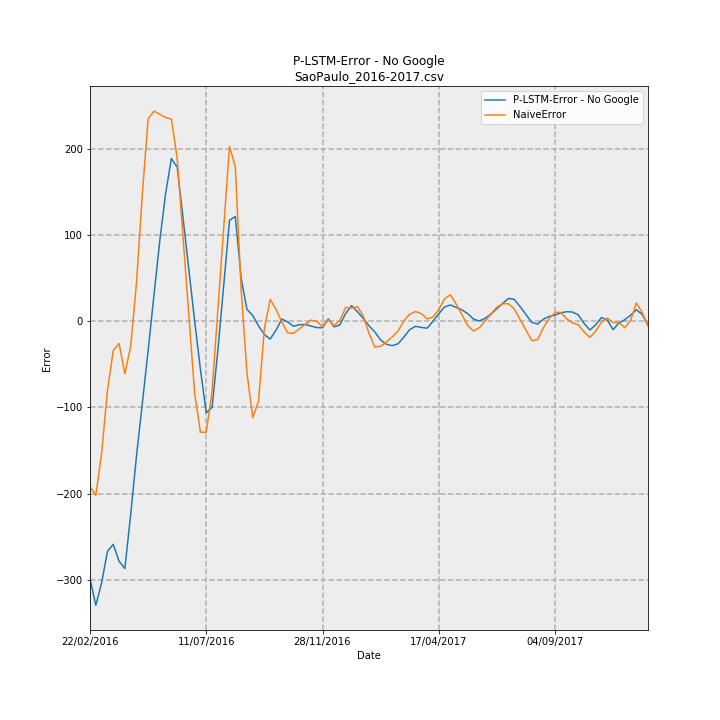 P-LSTM-Error - No Google
SaoPaulo_2016-2017.csv
P-LSTM-Error - No Google
NaiveError
200
100
0
−100
−200
−300
Error
22/02/2016
11/07/2016
28/11/2016
17/04/2017
04/09/2017
Date